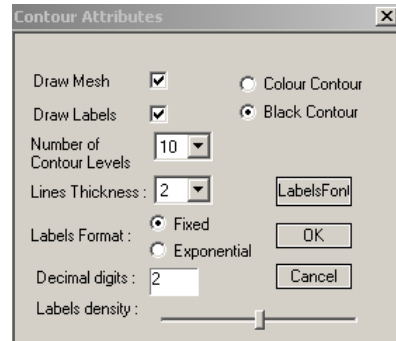 Contour Attributes
Draw Mesh
Colour Contour
Draw Labels
Black Contour
Number of
Contour Levels
10
Lines Thickness :
2
LabelsFont
Labels Format :
Fixed
Exponential
OK
Decimal digits :
2
Cancel
Labels density :